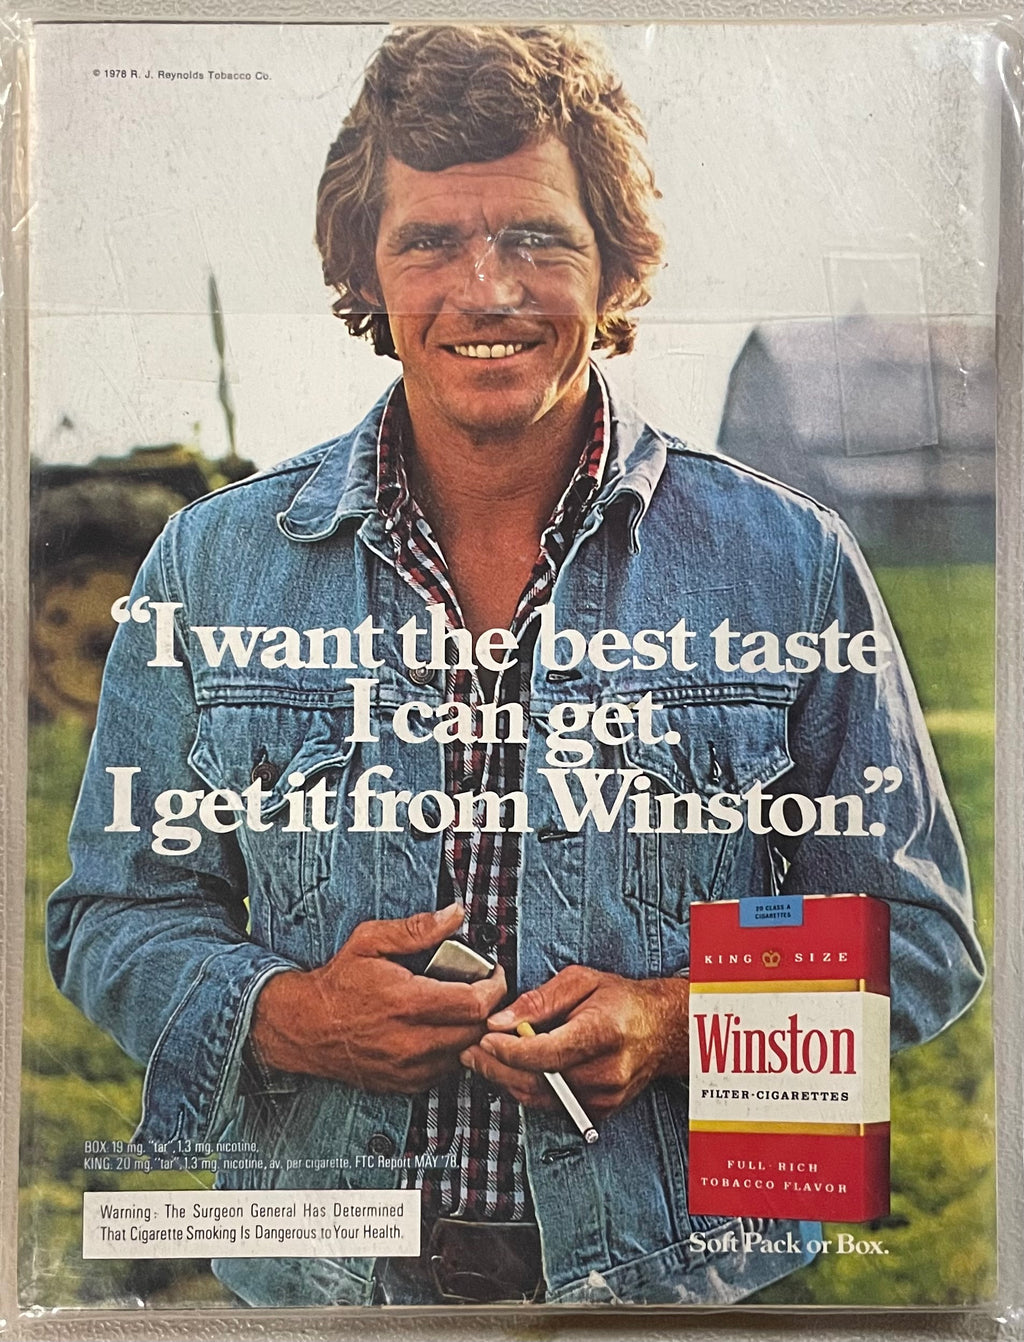 © 1978 R. J. Reynolds Tobacco Co.
“I want the best taste
I can get.
I get it from Winston.”
20 CLASS A
CIGARETTES
KING SIZE
Winston
FILTER-CIGARETTES
FULL·RICH
TOBACCO FLAVOR
Soft Pack or Box.
BOX: 19 mg. "tar", 1.3 mg. nicotine,
KING: 20 mg. "tar", 1.3 mg. nicotine, av. per cigarette, FTC Report MAY '78.
Warning: The Surgeon General Has Determined
That Cigarette Smoking Is Dangerous to Your Health.